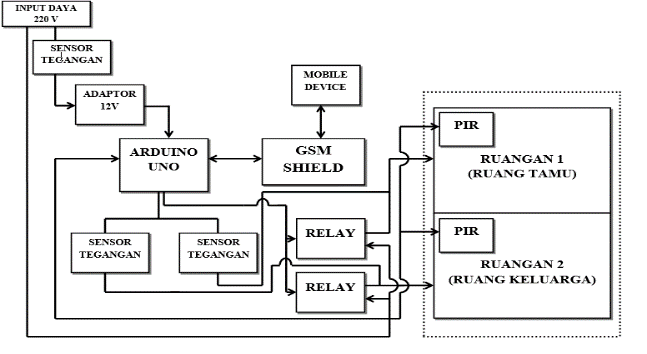 INPUT DAYA
220 V
SENSOR
TEGANGAN
ADAPTOR
12V
MOBILE
DEVICE
ARDUINO
UNO
GSM
SHIELD
PIR
RUANGAN 1
(RUANG TAMU)
SENSOR
TEGANGAN
SENSOR
TEGANGAN
RELAY
RELAY
PIR
RUANGAN 2
(RUANG KELUARGA)